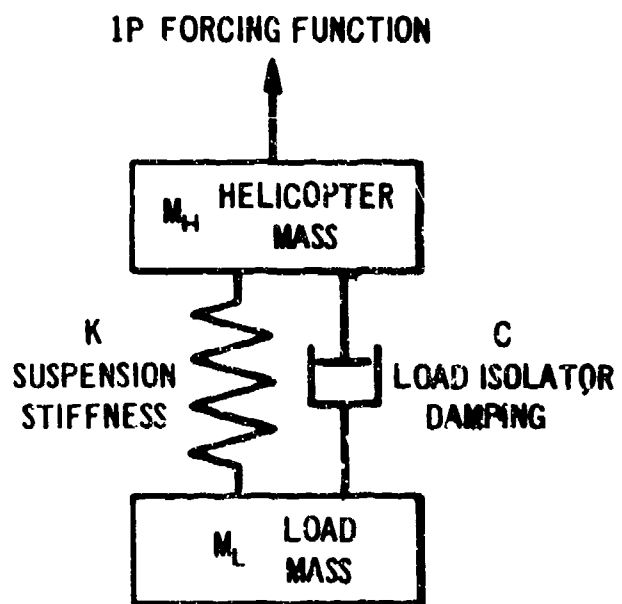 1P FORCING FUNCTION
M_H HELICOPTER
MASS
K
SUSPENSION
STIFFNESS
C
LOAD ISOLATOR
DAMPING
M_L LOAD
MASS